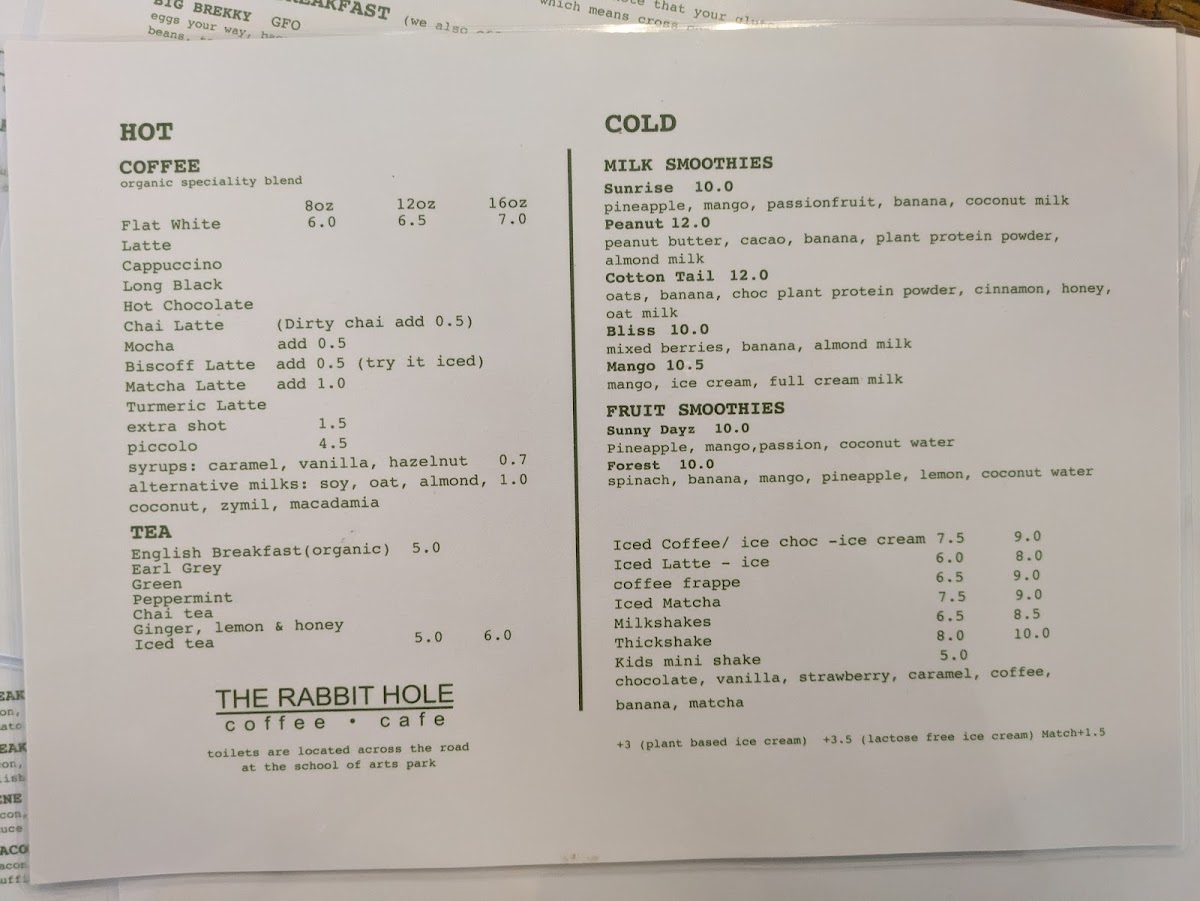 BIG BREKKY GFO
eggs your way,
beans,
(we also
which means cross
that your
HOT
COFFEE
organic speciality blend
8oz 12oz 16oz
Flat White 6.0 6.5 7.0
Latte
Cappuccino
Long Black
Hot Chocolate
Chai Latte (Dirty chai add 0.5)
Mocha add 0.5
Biscoff Latte add 0.5 (try it iced)
Matcha Latte add 1.0
Turmeric Latte
extra shot 1.5
piccolo 4.5
syrups: caramel, vanilla, hazelnut 0.7
alternative milks: soy, oat, almond, 1.0
coconut, zymil, macadamia
TEA
English Breakfast(organic) 5.0
Earl Grey
Green
Peppermint
Chai tea
Ginger, lemon & honey
Iced tea 5.0 6.0
THE RABBIT HOLE
coffee • cafe
toilets are located across the road
at the school of arts park
COLD
MILK SMOOTHIES
Sunrise 10.0
pineapple, mango, passionfruit, banana, coconut milk
Peanut 12.0
peanut butter, cacao, banana, plant protein powder,
almond milk
Cotton Tail 12.0
oats, banana, choc plant protein powder, cinnamon, honey,
oat milk
Bliss 10.0
mixed berries, banana, almond milk
Mango 10.5
mango, ice cream, full cream milk
FRUIT SMOOTHIES
Sunny Dayz 10.0
Pineapple, mango,passion, coconut water
Forest 10.0
spinach, banana, mango, pineapple, lemon, coconut water
Iced Coffee/ ice choc -ice cream 7.5 9.0
Iced Latte - ice 6.0 8.0
coffee frappe 6.5 9.0
Iced Matcha 7.5 9.0
Milkshakes 6.5 8.5
Thickshake 8.0 10.0
Kids mini shake 5.0
chocolate, vanilla, strawberry, caramel, coffee,
banana, matcha
+3 (plant based ice cream) +3.5 (lactose free ice cream) Match+1.5